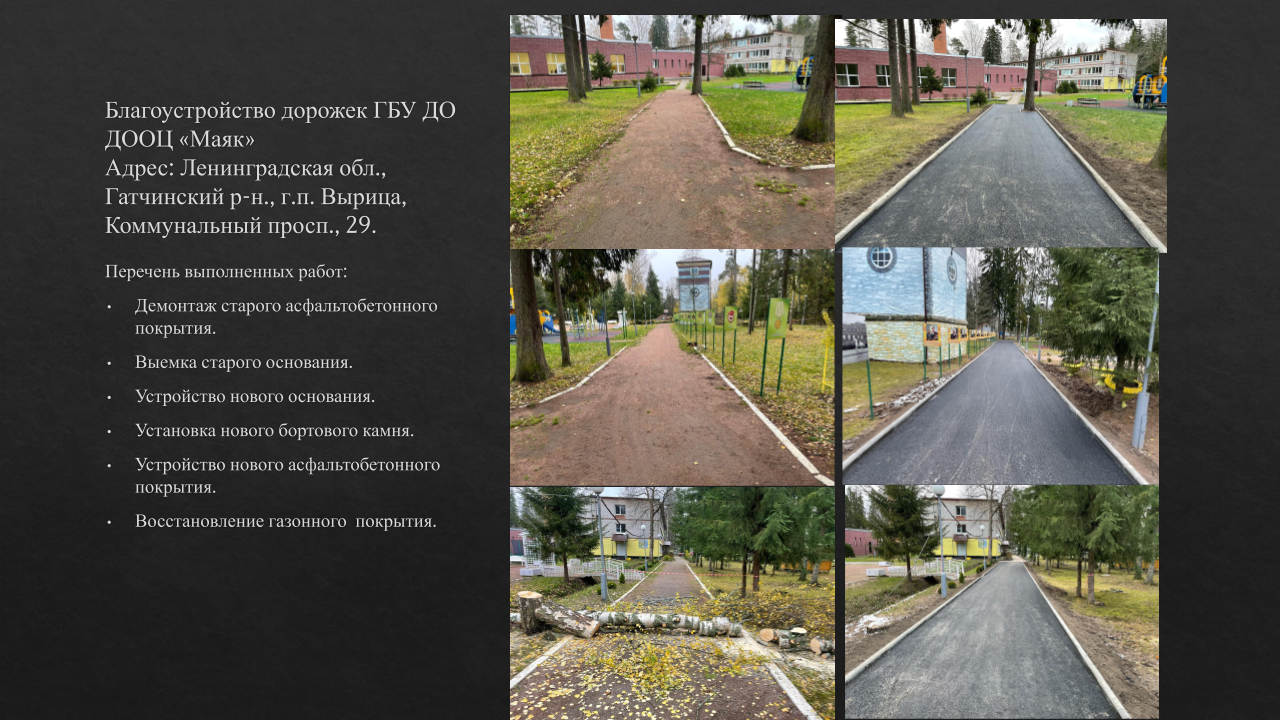 Благоустройство дорожек ГБУ ДО
ДООЦ «Маяк»
Адрес: Ленинградская обл.,
Гатчинский р-н., г.п. Вырица,
Коммунальный просп., 29.
Перечень выполненных работ:
• Демонтаж старого асфальтобетонного
покрытия.
• Выемка старого основания.
• Устройство нового основания.
• Установка нового бортового камня.
• Устройство нового асфальтобетонного
покрытия.
• Восстановление газонного покрытия.